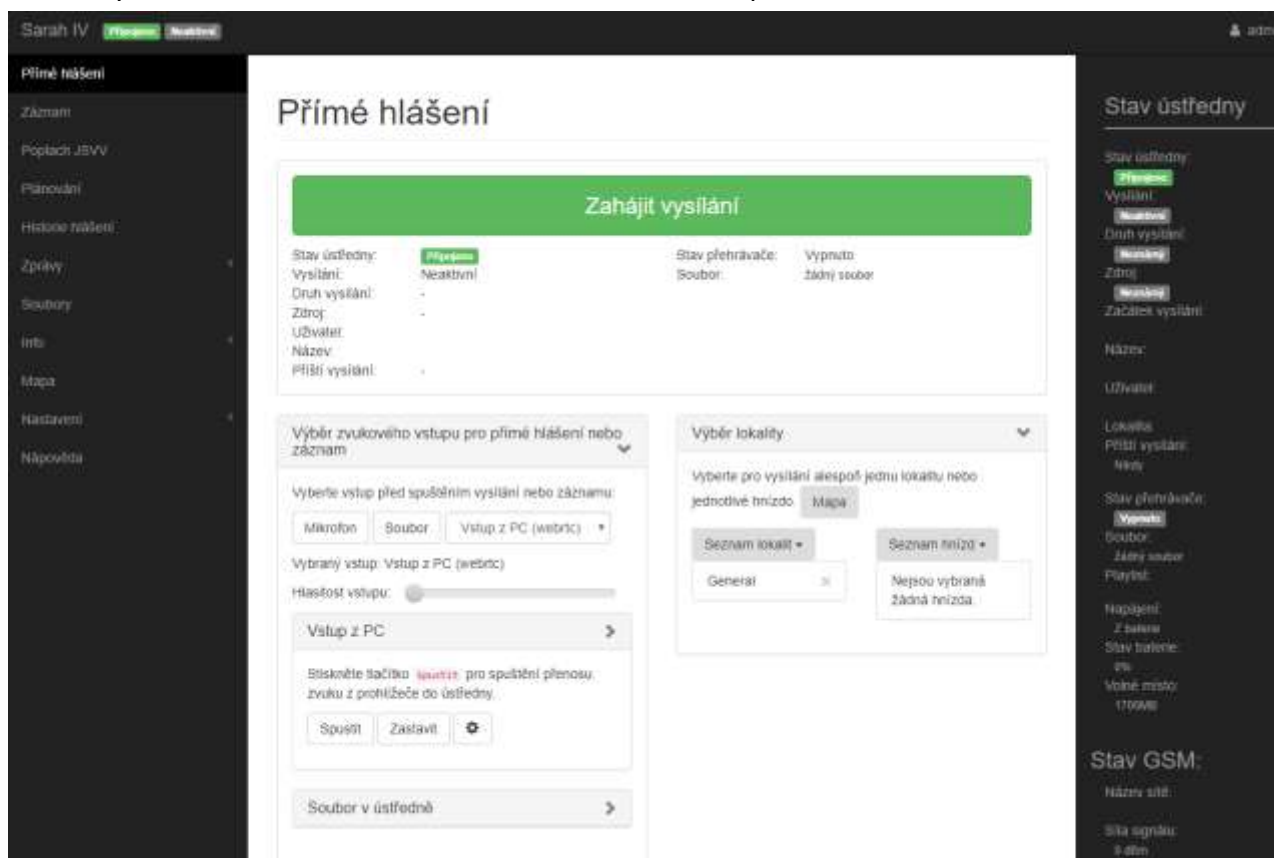 Sarah IV Připojeno Neaktivní
Přímé hlášení
Záznam
Poplach JSVV
Plánování
Historie hlášení
Zprávy
Soubory
Info
Mapa
Nastavení
Nápověda
Přímé hlášení
Zahájit vysílání
Stav ústředny: Připojeno
Vysílání: Neaktivní
Druh vysílání: -
Zdroj: -
Uživatel:
Název:
Příští vysílání: -
Stav přehrávače: Vypnuto
Soubor: žádný soubor
Výběr zvukového vstupu pro přímé hlášení nebo
záznam
Vyberte vstup před spuštěním vysílání nebo záznamu:
Mikrofon Soubor Vstup z PC (webrtc)
Vybraný vstup: Vstup z PC (webrtc)
Hlasitost vstupu:
Vstup z PC
Stiskněte tlačítko Spustit pro spuštění přenosu
zvuku z prohlížeče do ústředny.
Spustit Zastavit
Soubor v ústředně
Výběr lokality
Vyberte pro vysílání alespoň jednu lokalitu nebo
jednotlivé hnízdo. Mapa
Seznam lokalit
General
Seznam hnízd
Nejsou vybraná
žádná hnízda.
Stav ústředny
Stav ústředny:
Připojeno
Vysílání:
Neaktivní
Druh vysílání:
Neznámý
Zdroj:
Neznámý
Začátek vysílání:
Název:
Uživatel:
Lokalita:
Příští vysílání:
Nikdy
Stav přehrávače:
Vypnuto
Soubor:
žádný soubor
Playlist:
Napájení:
Z baterie
Stav baterie:
0%
Volné místo:
1700MB
Stav GSM:
Název sítě:
Síla signálu:
0 dBm